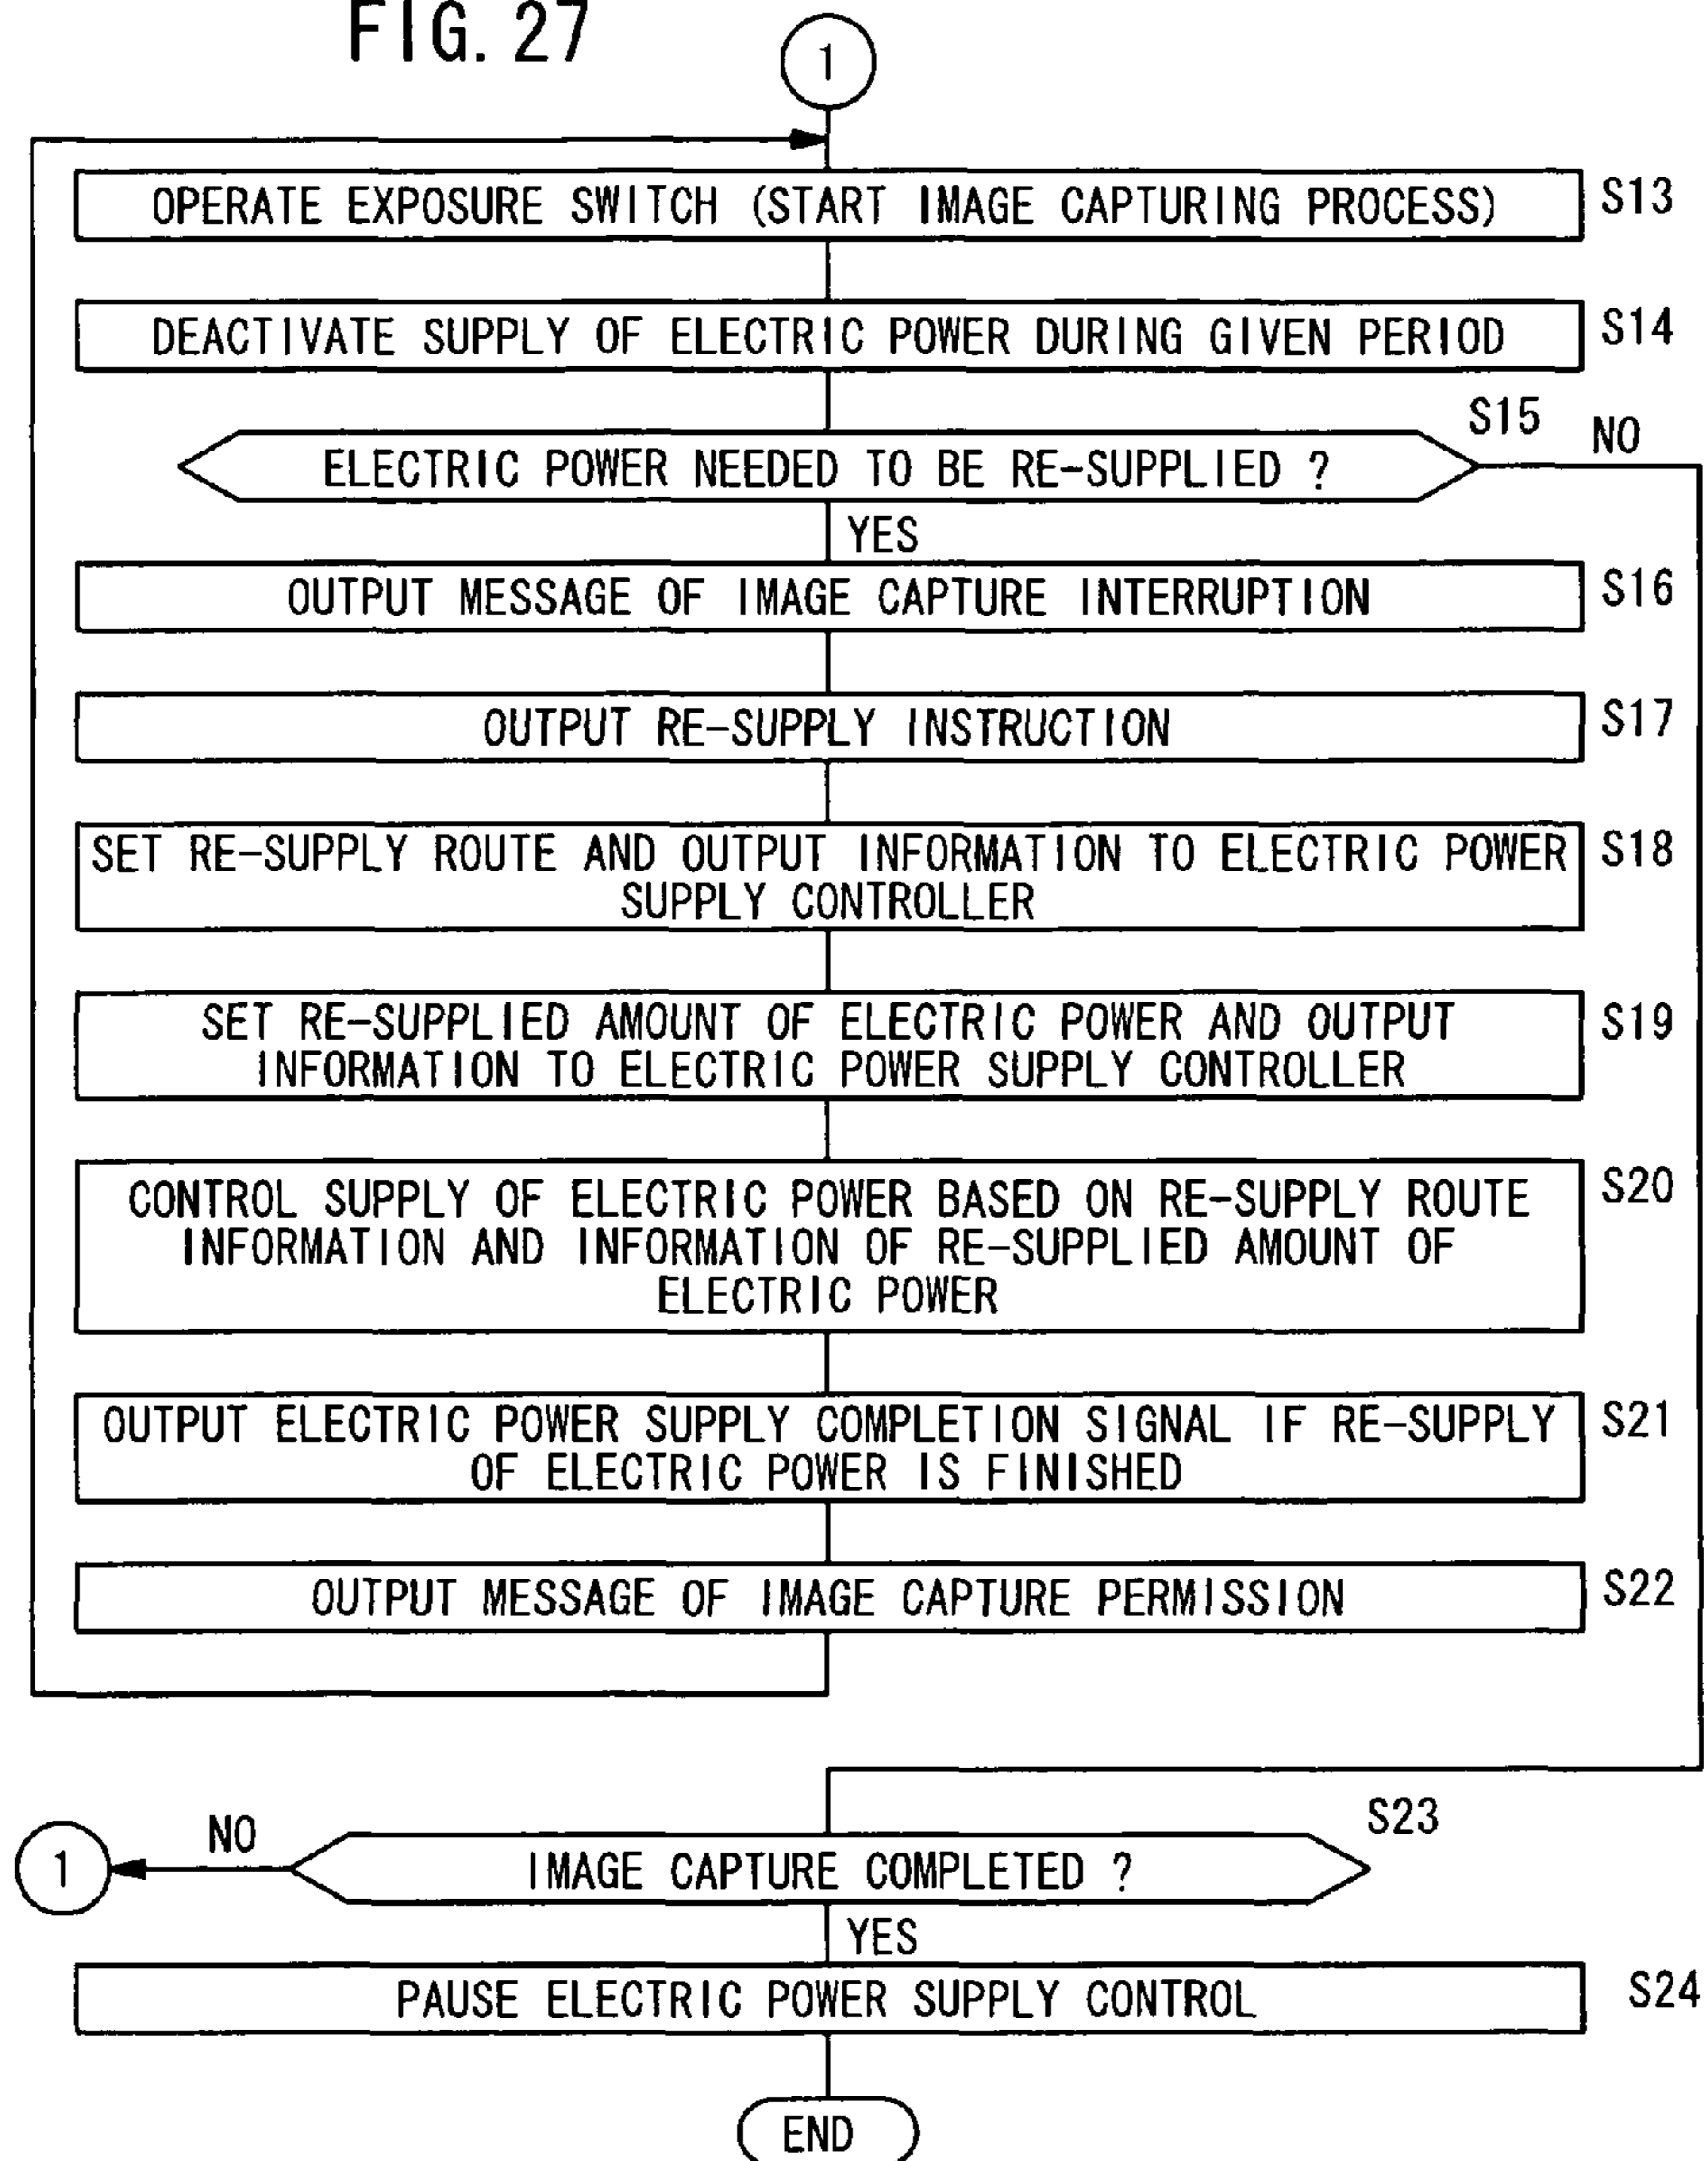 FIG. 27
1
OPERATE EXPOSURE SWITCH (START IMAGE CAPTURING PROCESS)
S13
DEACTIVATE SUPPLY OF ELECTRIC POWER DURING GIVEN PERIOD
S14
S15
NO
ELECTRIC POWER NEEDED TO BE RE-SUPPLIED ?
YES
OUTPUT MESSAGE OF IMAGE CAPTURE INTERRUPTION
S16
OUTPUT RE-SUPPLY INSTRUCTION
S17
SET RE-SUPPLY ROUTE AND OUTPUT INFORMATION TO ELECTRIC POWER
SUPPLY CONTROLLER
S18
SET RE-SUPPLIED AMOUNT OF ELECTRIC POWER AND OUTPUT
INFORMATION TO ELECTRIC POWER SUPPLY CONTROLLER
S19
CONTROL SUPPLY OF ELECTRIC POWER BASED ON RE-SUPPLY ROUTE
INFORMATION AND INFORMATION OF RE-SUPPLIED AMOUNT OF
ELECTRIC POWER
S20
OUTPUT ELECTRIC POWER SUPPLY COMPLETION SIGNAL IF RE-SUPPLY
OF ELECTRIC POWER IS FINISHED
S21
OUTPUT MESSAGE OF IMAGE CAPTURE PERMISSION
S22
S23
NO
1
IMAGE CAPTURE COMPLETED ?
YES
PAUSE ELECTRIC POWER SUPPLY CONTROL
S24
END